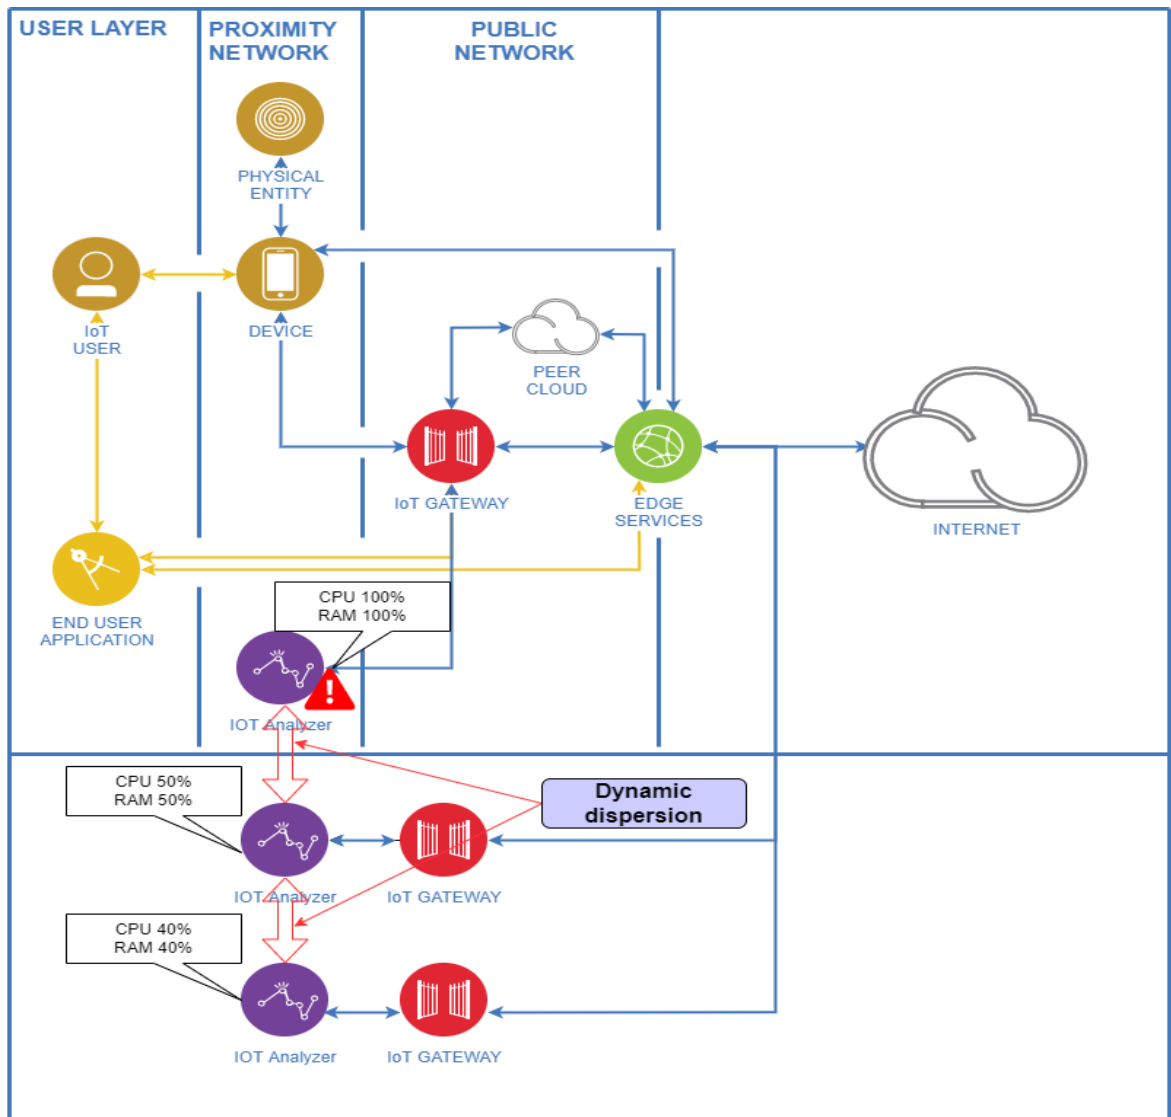 USER LAYER
PROXIMITY
NETWORK
PUBLIC
NETWORK
PHYSICAL
ENTITY
IoT
USER
DEVICE
PEER
CLOUD
IoT GATEWAY
EDGE
SERVICES
INTERNET
END USER
APPLICATION
CPU 100%
RAM 100%
IOT Analyzer
CPU 50%
RAM 50%
Dynamic
dispersion
IOT Analyzer
IoT GATEWAY
CPU 40%
RAM 40%
IOT Analyzer
IoT GATEWAY